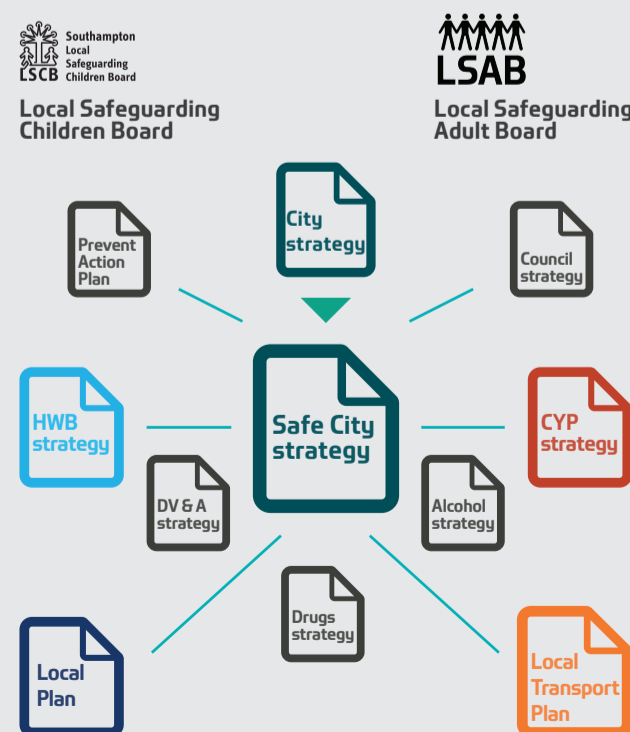 Southampton
Local
Safeguarding
Children Board
LSCB
LSAB
Local Safeguarding
Children Board
Local Safeguarding
Adult Board
City
strategy
Prevent
Action
Plan
Council
strategy
HWB
strategy
Safe City
strategy
CYP
strategy
DV & A
strategy
Alcohol
strategy
Drugs
strategy
Local
Plan
Local
Transport
Plan